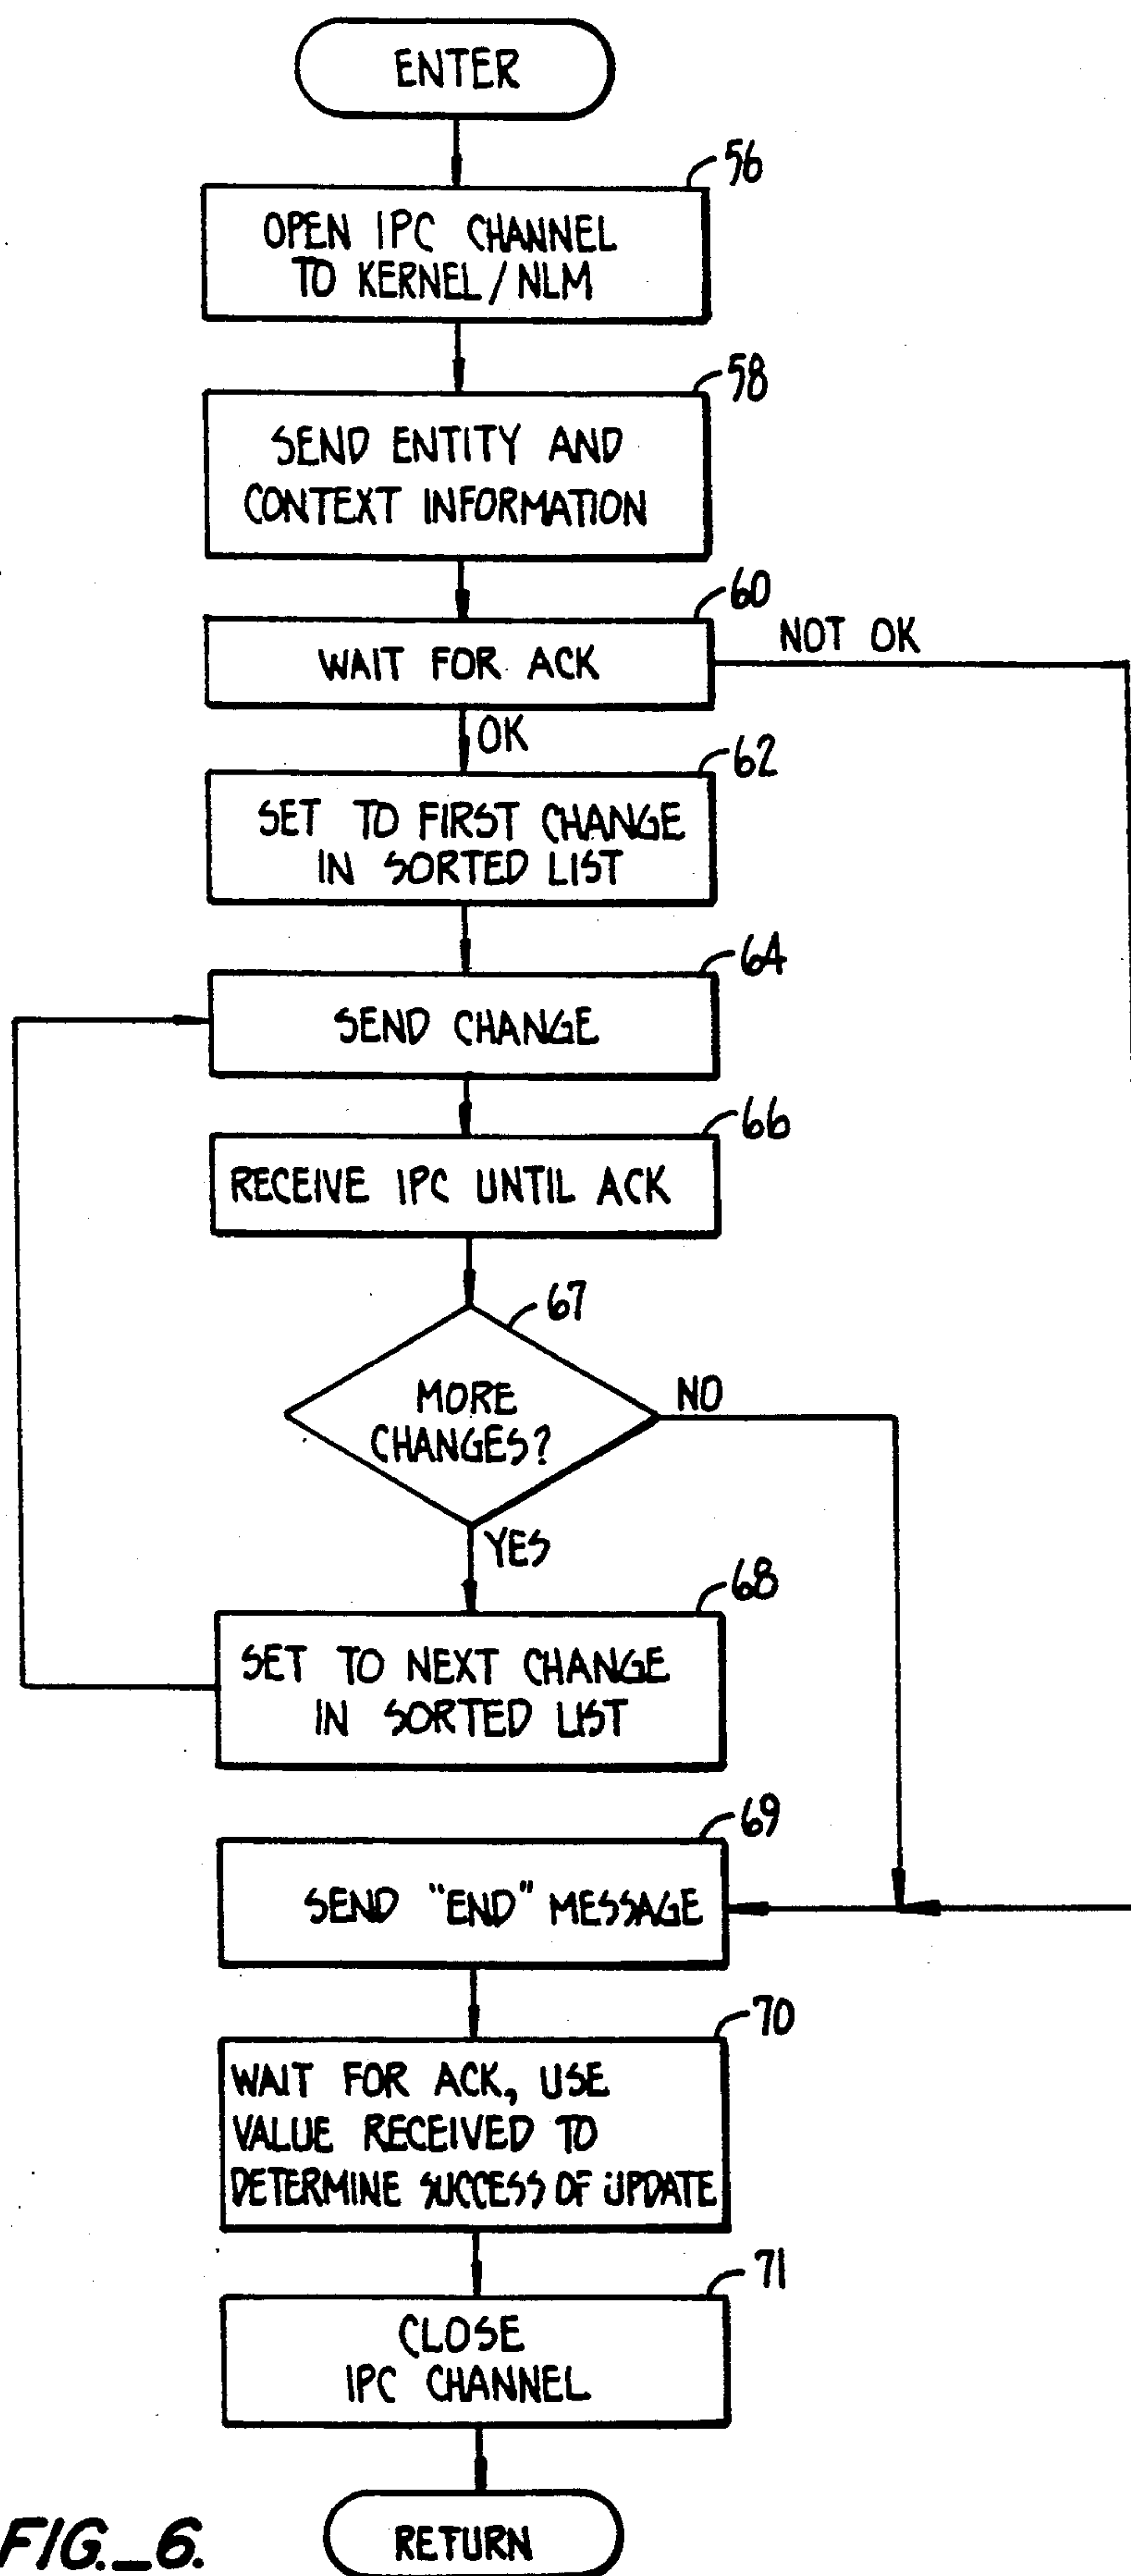 ENTER
56
OPEN IPC CHANNEL
TO KERNEL / NLM
58
SEND ENTITY AND
CONTEXT INFORMATION
60
WAIT FOR ACK
NOT OK
OK
62
SET TO FIRST CHANGE
IN SORTED LIST
64
SEND CHANGE
66
RECEIVE IPC UNTIL ACK
67
MORE
CHANGES?
NO
YES
68
SET TO NEXT CHANGE
IN SORTED LIST
69
SEND "END" MESSAGE
70
WAIT FOR ACK, USE
VALUE RECEIVED TO
DETERMINE SUCCESS OF UPDATE
71
CLOSE
IPC CHANNEL
RETURN
FIG._6.